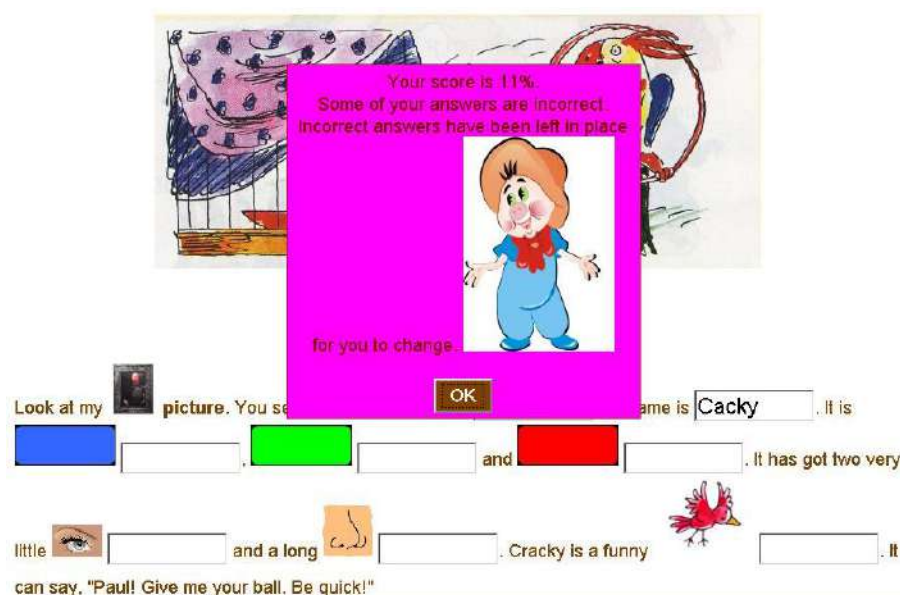 Your score is 11%.
Some of your answers are incorrect.
Incorrect answers have been left in place
for you to change.
OK
Look at my picture. You se ame is Cacky . It is
, and . It has got two very
little and a long . Cracky is a funny . It
can say, "Paul! Give me your ball. Be quick!"